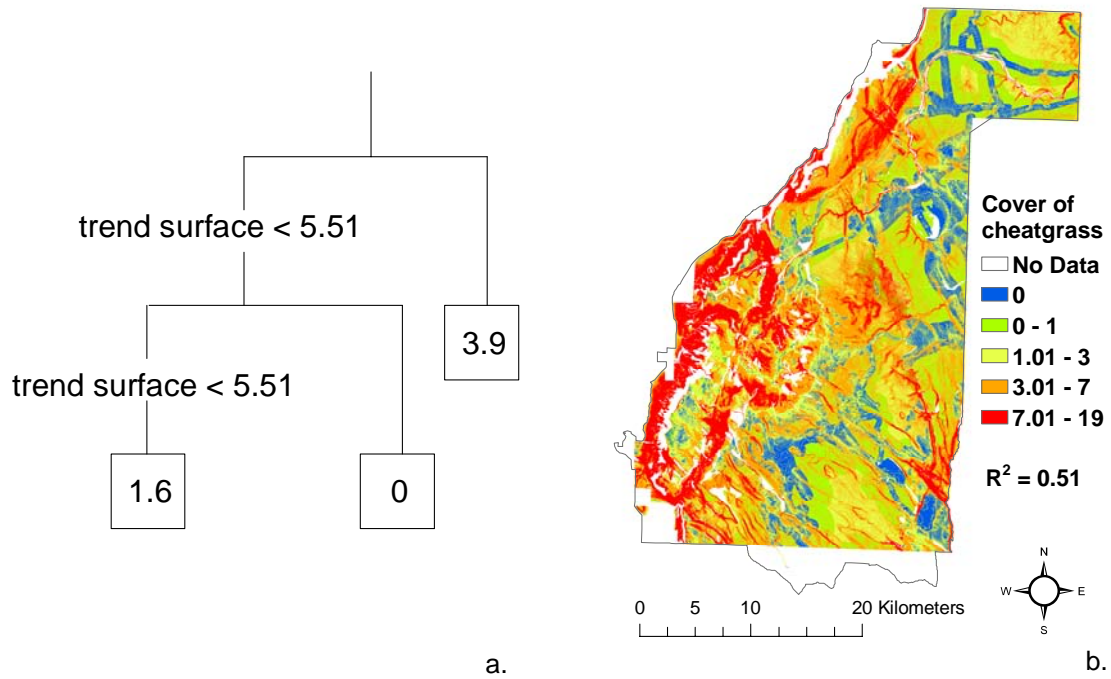 trend surface < 5.51
3.9
trend surface < 5.51
1.6
0
a.
Cover of
cheatgrass
No Data
0
0 - 1
1.01 - 3
3.01 - 7
7.01 - 19
R² = 0.51
N
W
E
S
0 5 10 20 Kilometers
b.